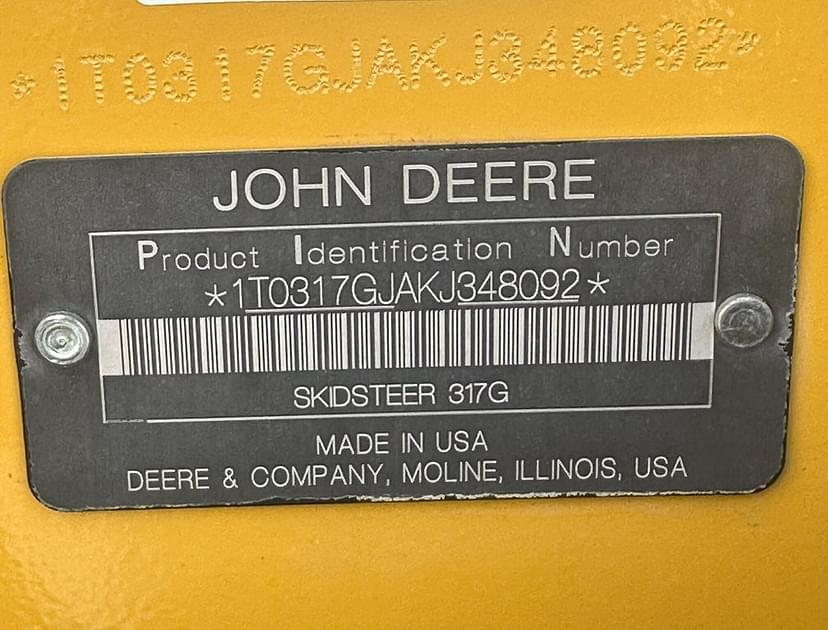 *1T0317GJAKJ348092*
JOHN DEERE
Product Identification Number
*1T0317GJAKJ348092*
SKIDSTEER 317G
MADE IN USA
DEERE & COMPANY, MOLINE, ILLINOIS, USA